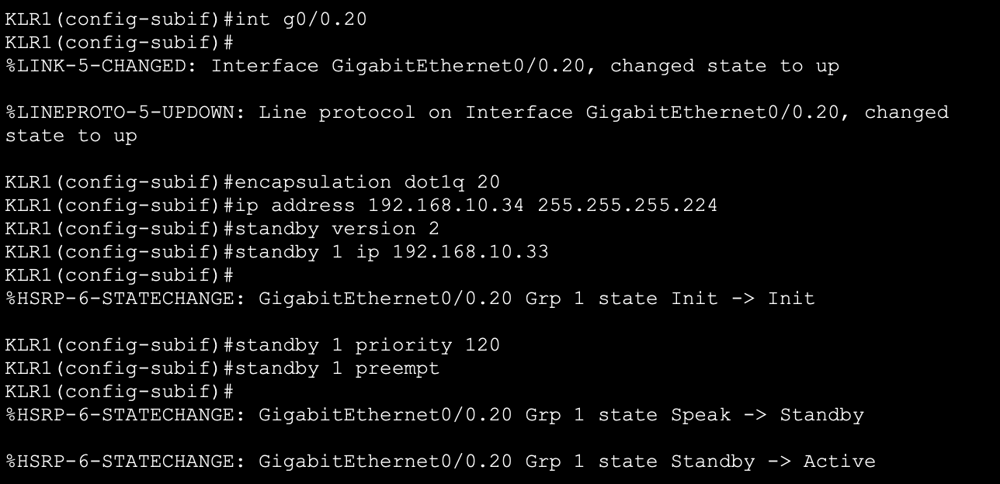 KLR1(config-subif)#int g0/0.20
KLR1(config-subif)#
%LINK-5-CHANGED: Interface GigabitEthernet0/0.20, changed state to up
%LINEPROTO-5-UPDOWN: Line protocol on Interface GigabitEthernet0/0.20, changed
state to up
KLR1(config-subif)#encapsulation dot1q 20
KLR1(config-subif)#ip address 192.168.10.34 255.255.255.224
KLR1(config-subif)#standby version 2
KLR1(config-subif)#standby 1 ip 192.168.10.33
KLR1(config-subif)#
%HSRP-6-STATECHANGE: GigabitEthernet0/0.20 Grp 1 state Init -> Init
KLR1(config-subif)#standby 1 priority 120
KLR1(config-subif)#standby 1 preempt
KLR1(config-subif)#
%HSRP-6-STATECHANGE: GigabitEthernet0/0.20 Grp 1 state Speak -> Standby
%HSRP-6-STATECHANGE: GigabitEthernet0/0.20 Grp 1 state Standby -> Active